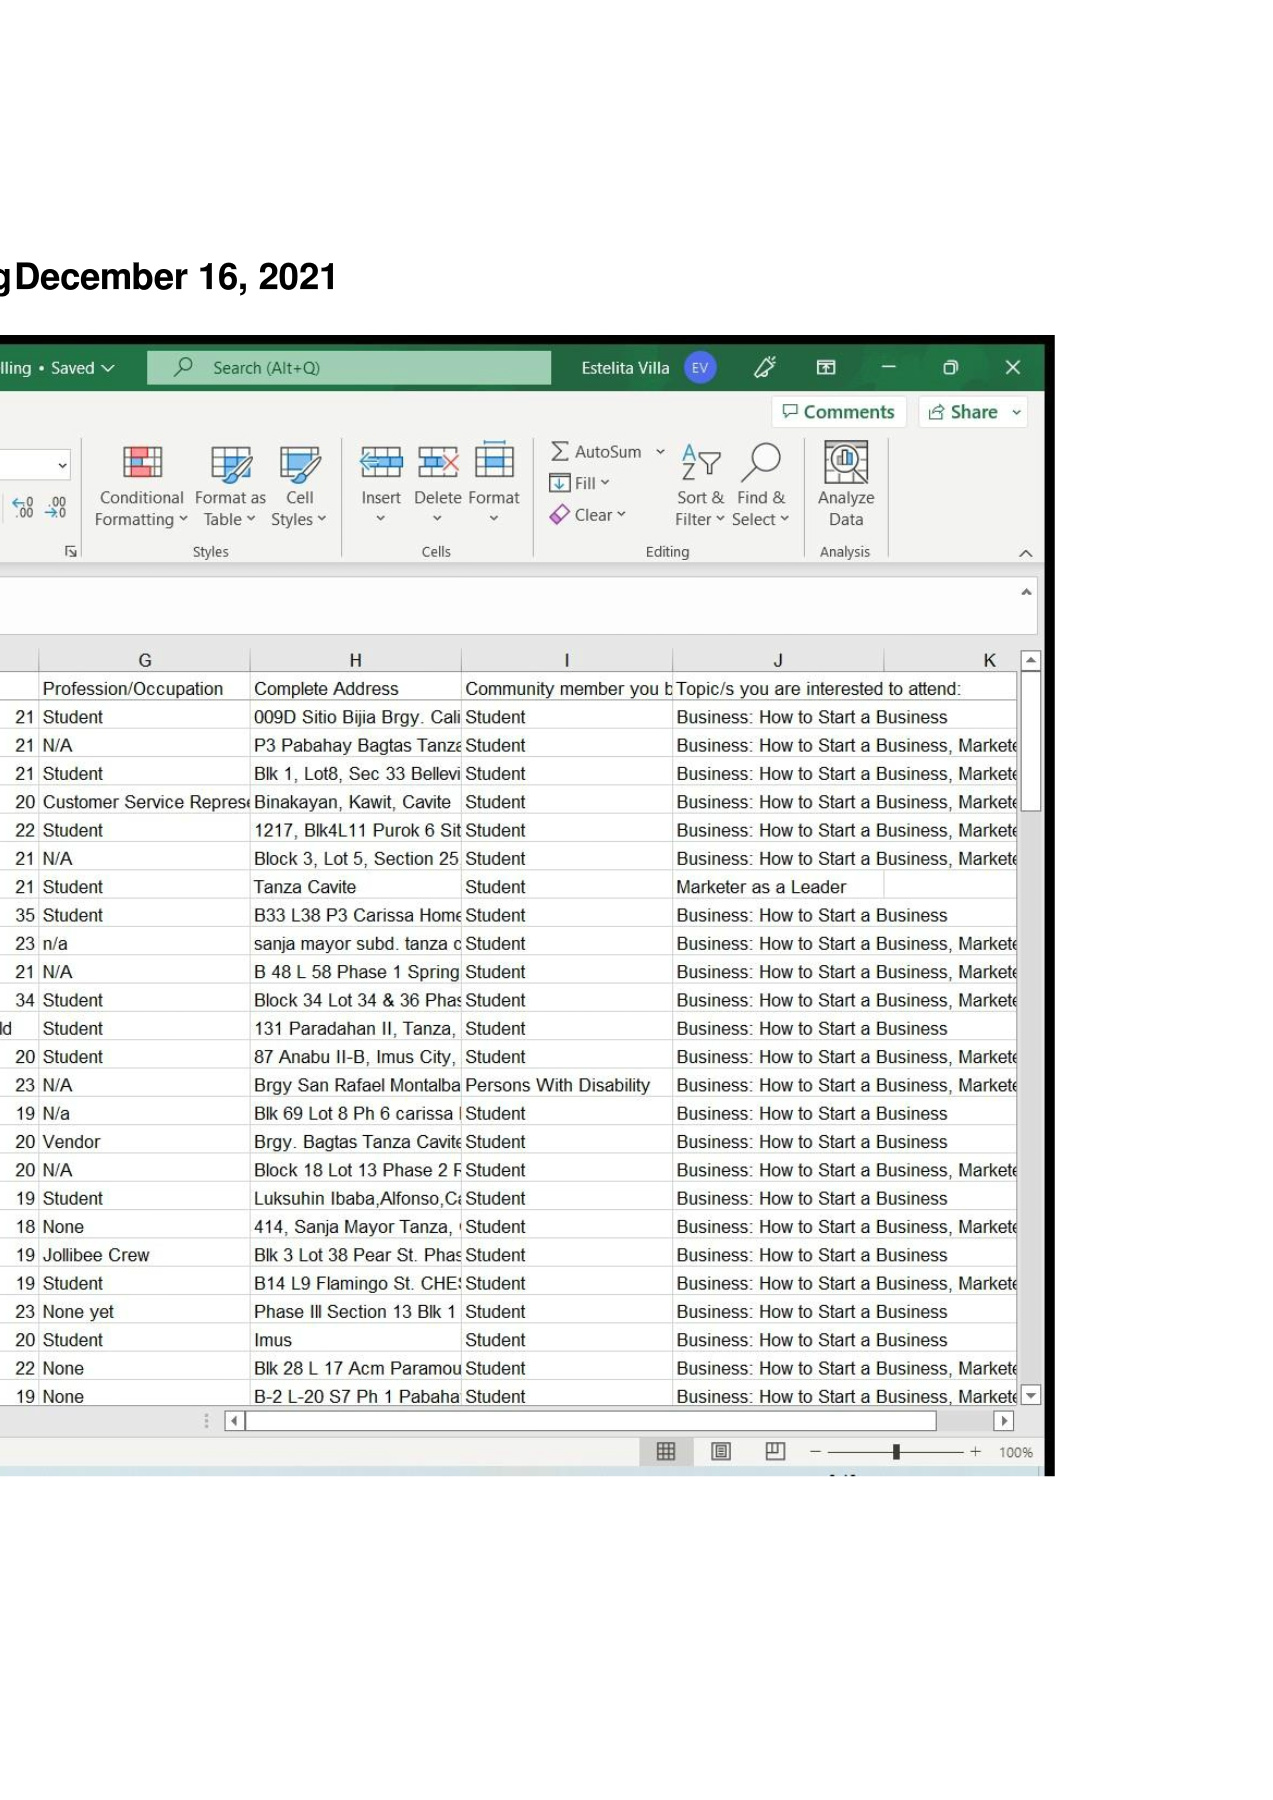 gDecember 16, 2021
lling • Saved Search (Alt+Q) Estelita Villa EV
Comments Share
AutoSum
Fill
Clear
Conditional Formatting Format as Table Cell Styles Insert Delete Format Sort & Filter Find & Select Analyze Data
Styles Cells Editing Analysis
G H I J K
Profession/Occupation Complete Address Community member you b Topic/s you are interested to attend:
21 Student 009D Sitio Bijia Brgy. Cali Student Business: How to Start a Business
21 N/A P3 Pabahay Bagtas Tanza Student Business: How to Start a Business, Markete
21 Student Blk 1, Lot8, Sec 33 Bellevi Student Business: How to Start a Business, Markete
20 Customer Service Represe Binakayan, Kawit, Cavite Student Business: How to Start a Business, Markete
22 Student 1217, Blk4L11 Purok 6 Sit Student Business: How to Start a Business, Markete
21 N/A Block 3, Lot 5, Section 25 Student Business: How to Start a Business, Markete
21 Student Tanza Cavite Student Marketer as a Leader
35 Student B33 L38 P3 Carissa Home Student Business: How to Start a Business
23 n/a sanja mayor subd. tanza c Student Business: How to Start a Business, Markete
21 N/A B 48 L 58 Phase 1 Spring Student Business: How to Start a Business, Markete
34 Student Block 34 Lot 34 & 36 Phas Student Business: How to Start a Business, Markete
ld Student 131 Paradahan II, Tanza, Student Business: How to Start a Business
20 Student 87 Anabu II-B, Imus City, Student Business: How to Start a Business, Markete
23 N/A Brgy San Rafael Montalba Persons With Disability Business: How to Start a Business, Markete
19 N/a Blk 69 Lot 8 Ph 6 carissa Student Business: How to Start a Business
20 Vendor Brgy. Bagtas Tanza Cavite Student Business: How to Start a Business
20 N/A Block 18 Lot 13 Phase 2 Student Business: How to Start a Business, Markete
19 Student Luksuhin Ibaba,Alfonso,Ca Student Business: How to Start a Business
18 None 414, Sanja Mayor Tanza, Student Business: How to Start a Business, Markete
19 Jollibee Crew Blk 3 Lot 38 Pear St. Phas Student Business: How to Start a Business
19 Student B14 L9 Flamingo St. CHES Student Business: How to Start a Business, Markete
23 None yet Phase III Section 13 Blk 1 Student Business: How to Start a Business
20 Student Imus Student Business: How to Start a Business
22 None Blk 28 L 17 Acm Paramou Student Business: How to Start a Business, Markete
19 None B-2 L-20 S7 Ph 1 Pabaha Student Business: How to Start a Business, Markete
100%